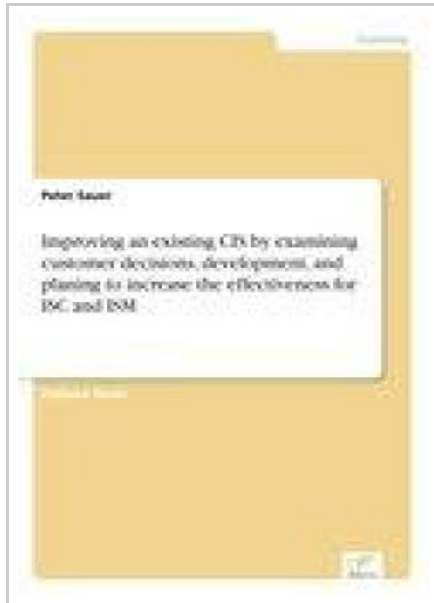 Peter Sauer
Improving an existing CIS by examining
customer decisions, development, and
planing to increase the effectiveness for
ISC and ISM